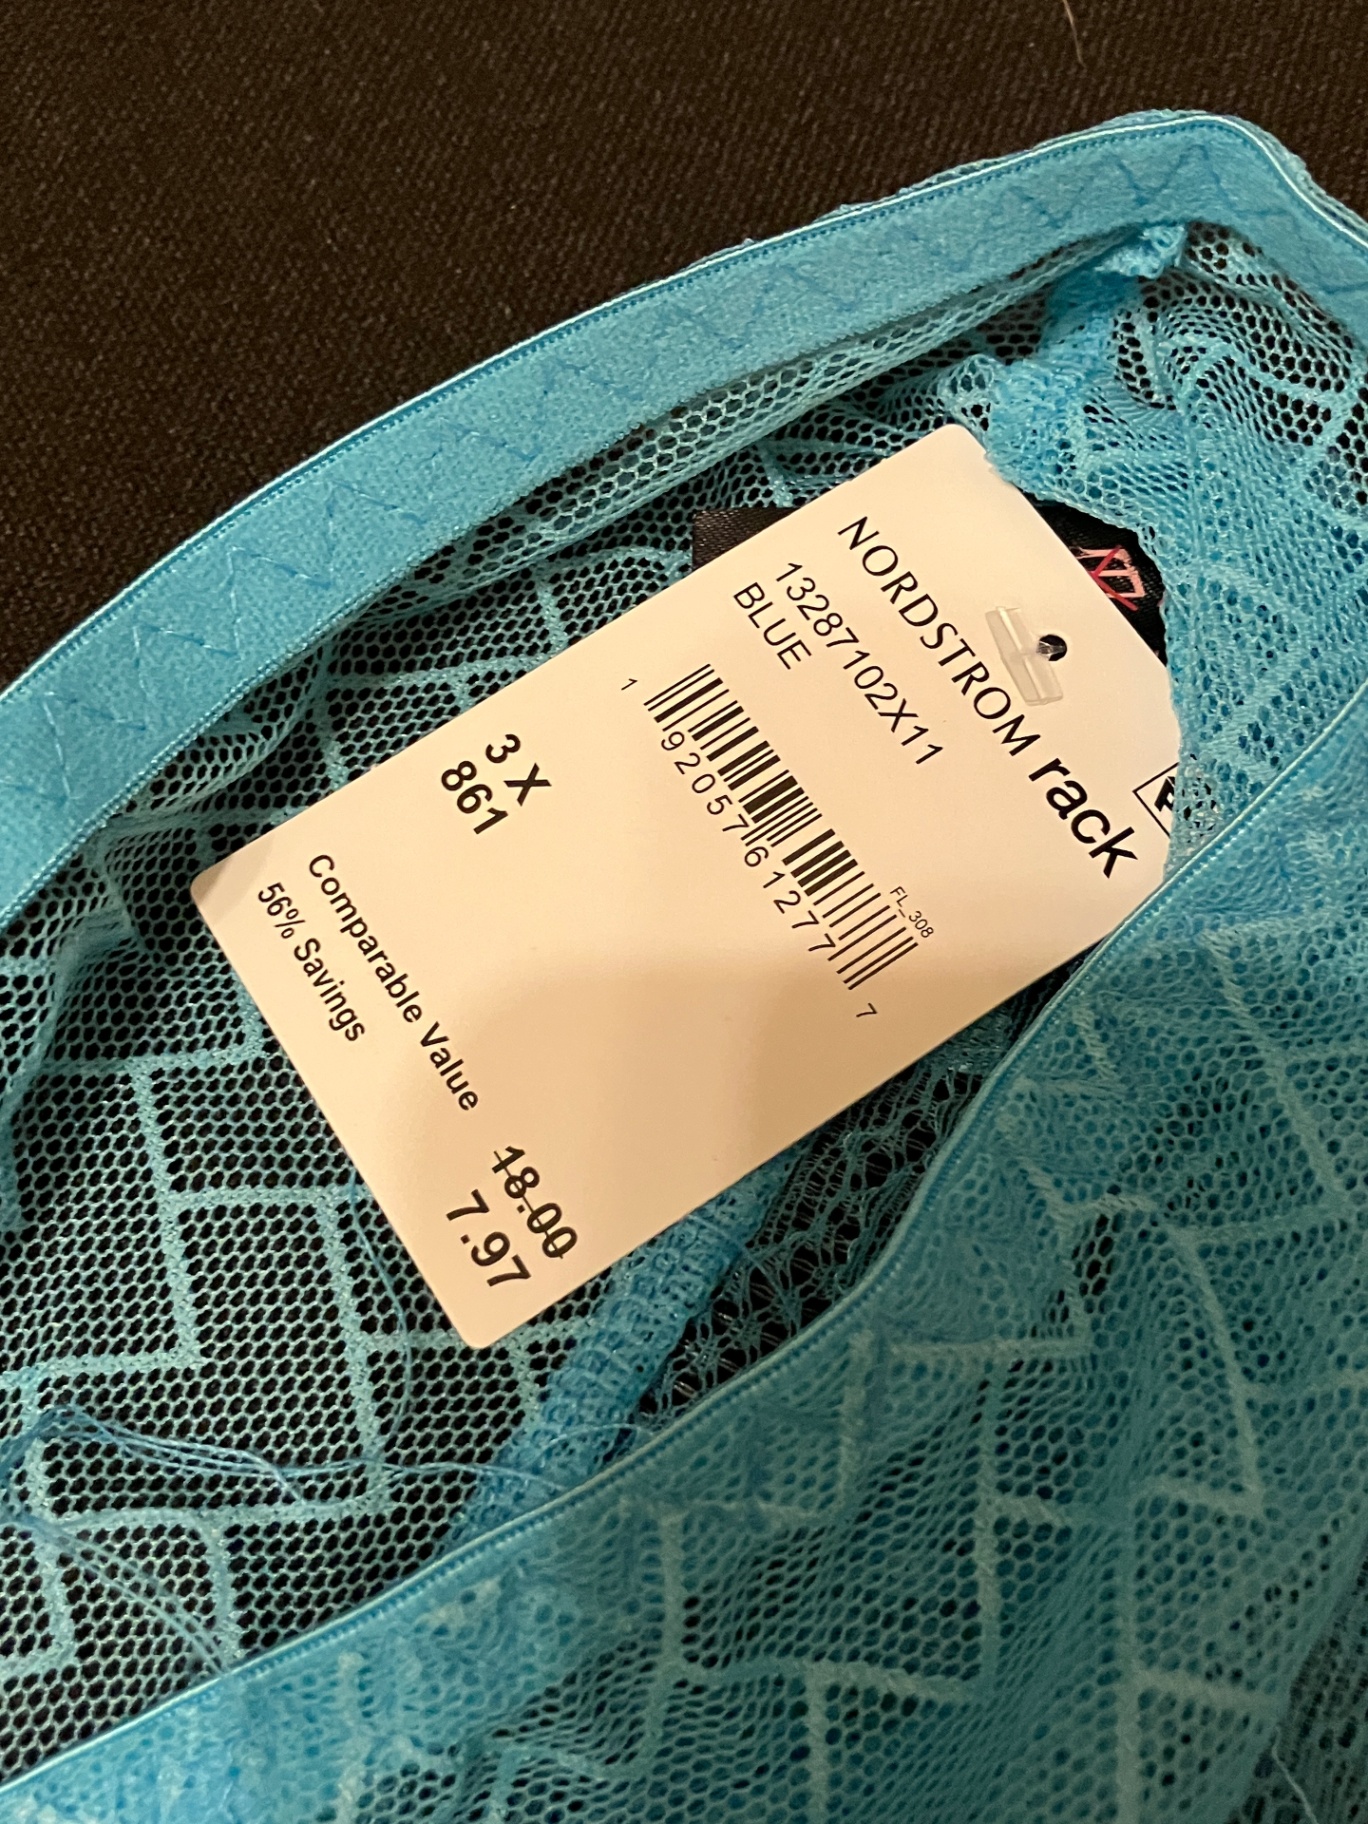 NORDSTROM rack
13287102X11
BLUE
FL_308
1 92057 61277 7
3 X
861
Comparable Value 18.00
56% Savings 7.97